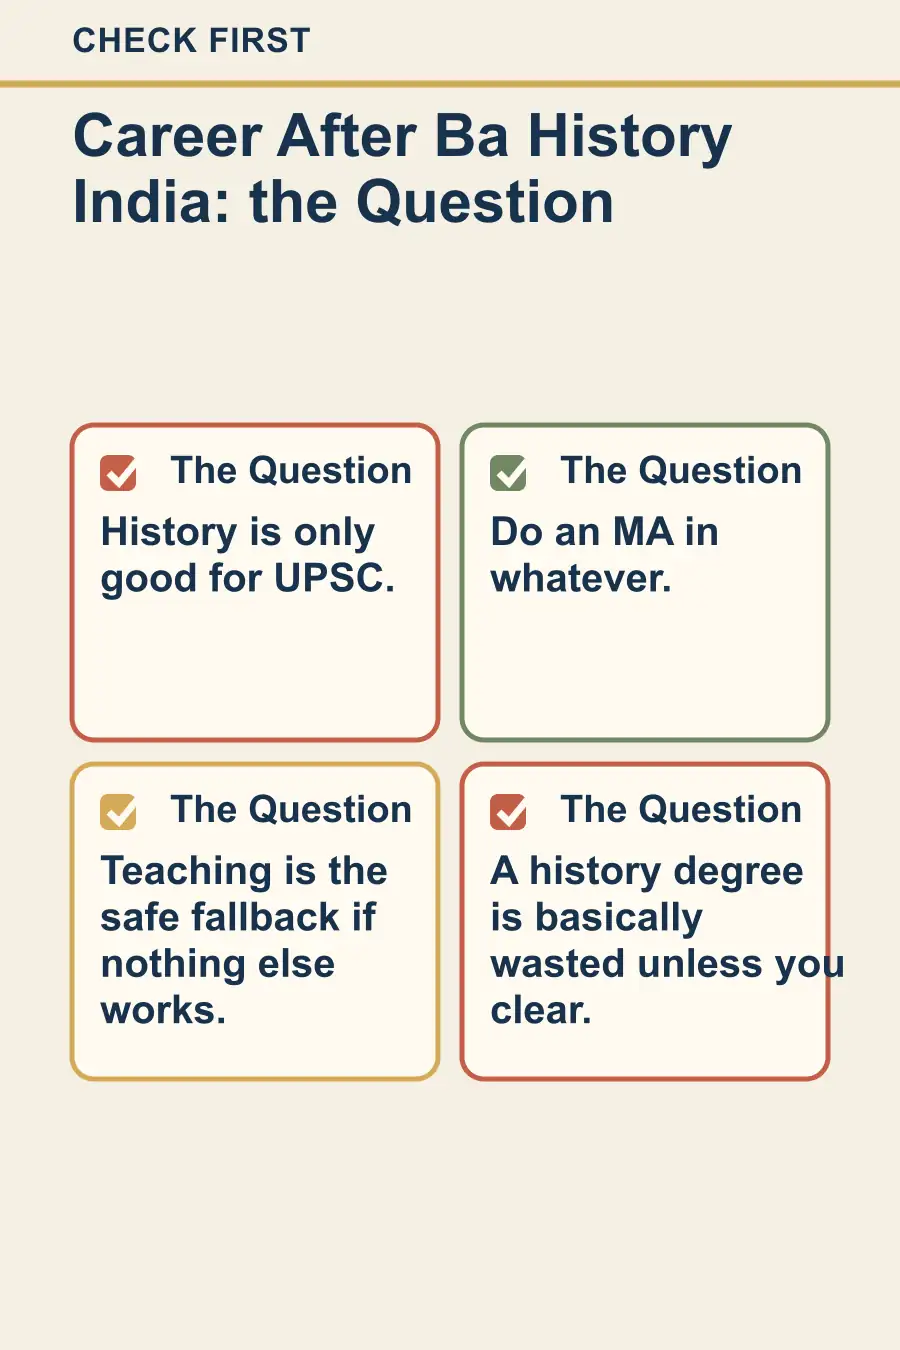 CHECK FIRST
Career After Ba History
India: the Question
The Question
History is only
good for UPSC.
The Question
Do an MA in
whatever.
The Question
Teaching is the
safe fallback if
nothing else
works.
The Question
A history degree
is basically
wasted unless you
clear.